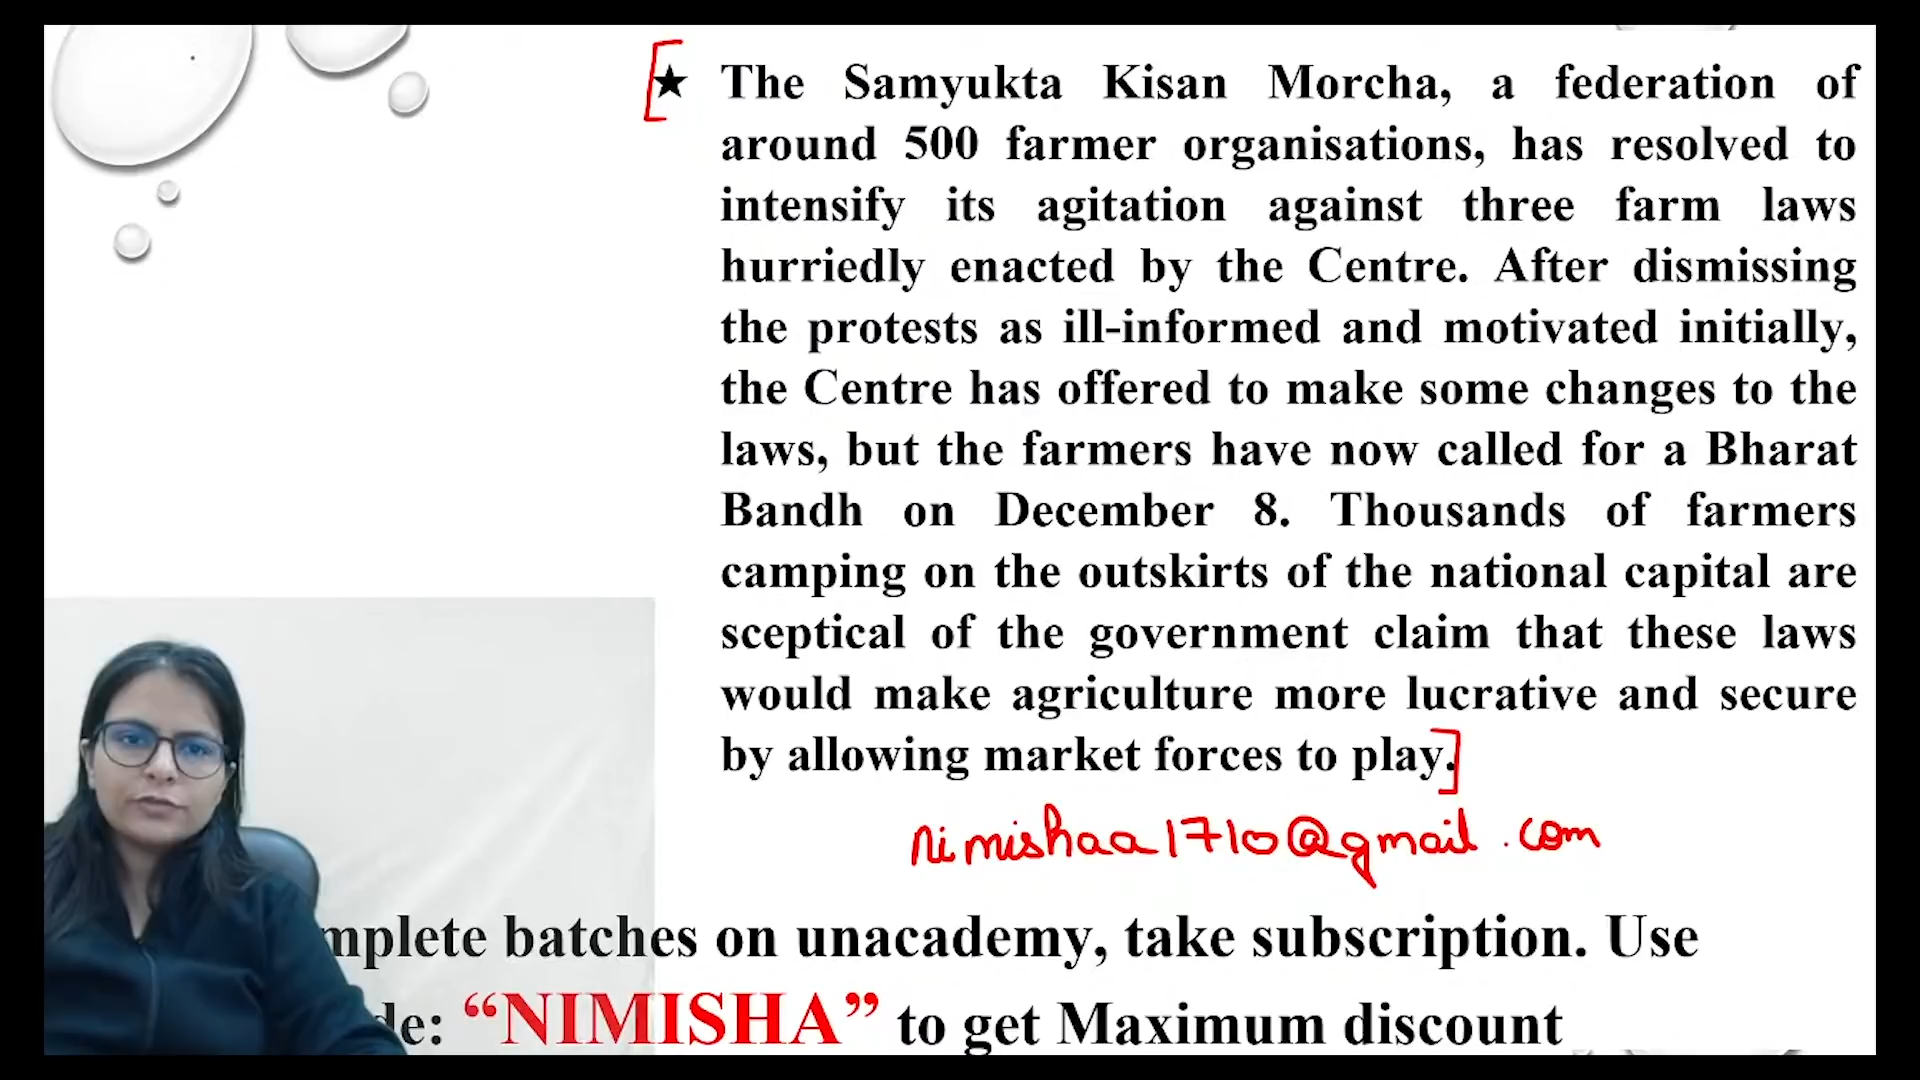 ★ The Samyukta Kisan Morcha, a federation of
around 500 farmer organisations, has resolved to
intensify its agitation against three farm laws
hurriedly enacted by the Centre. After dismissing
the protests as ill-informed and motivated initially,
the Centre has offered to make some changes to the
laws, but the farmers have now called for a Bharat
Bandh on December 8. Thousands of farmers
camping on the outskirts of the national capital are
sceptical of the government claim that these laws
would make agriculture more lucrative and secure
by allowing market forces to play.
nimishaa1710@gmail.com
mplete batches on unacademy, take subscription. Use
de: “NIMISHA” to get Maximum discount